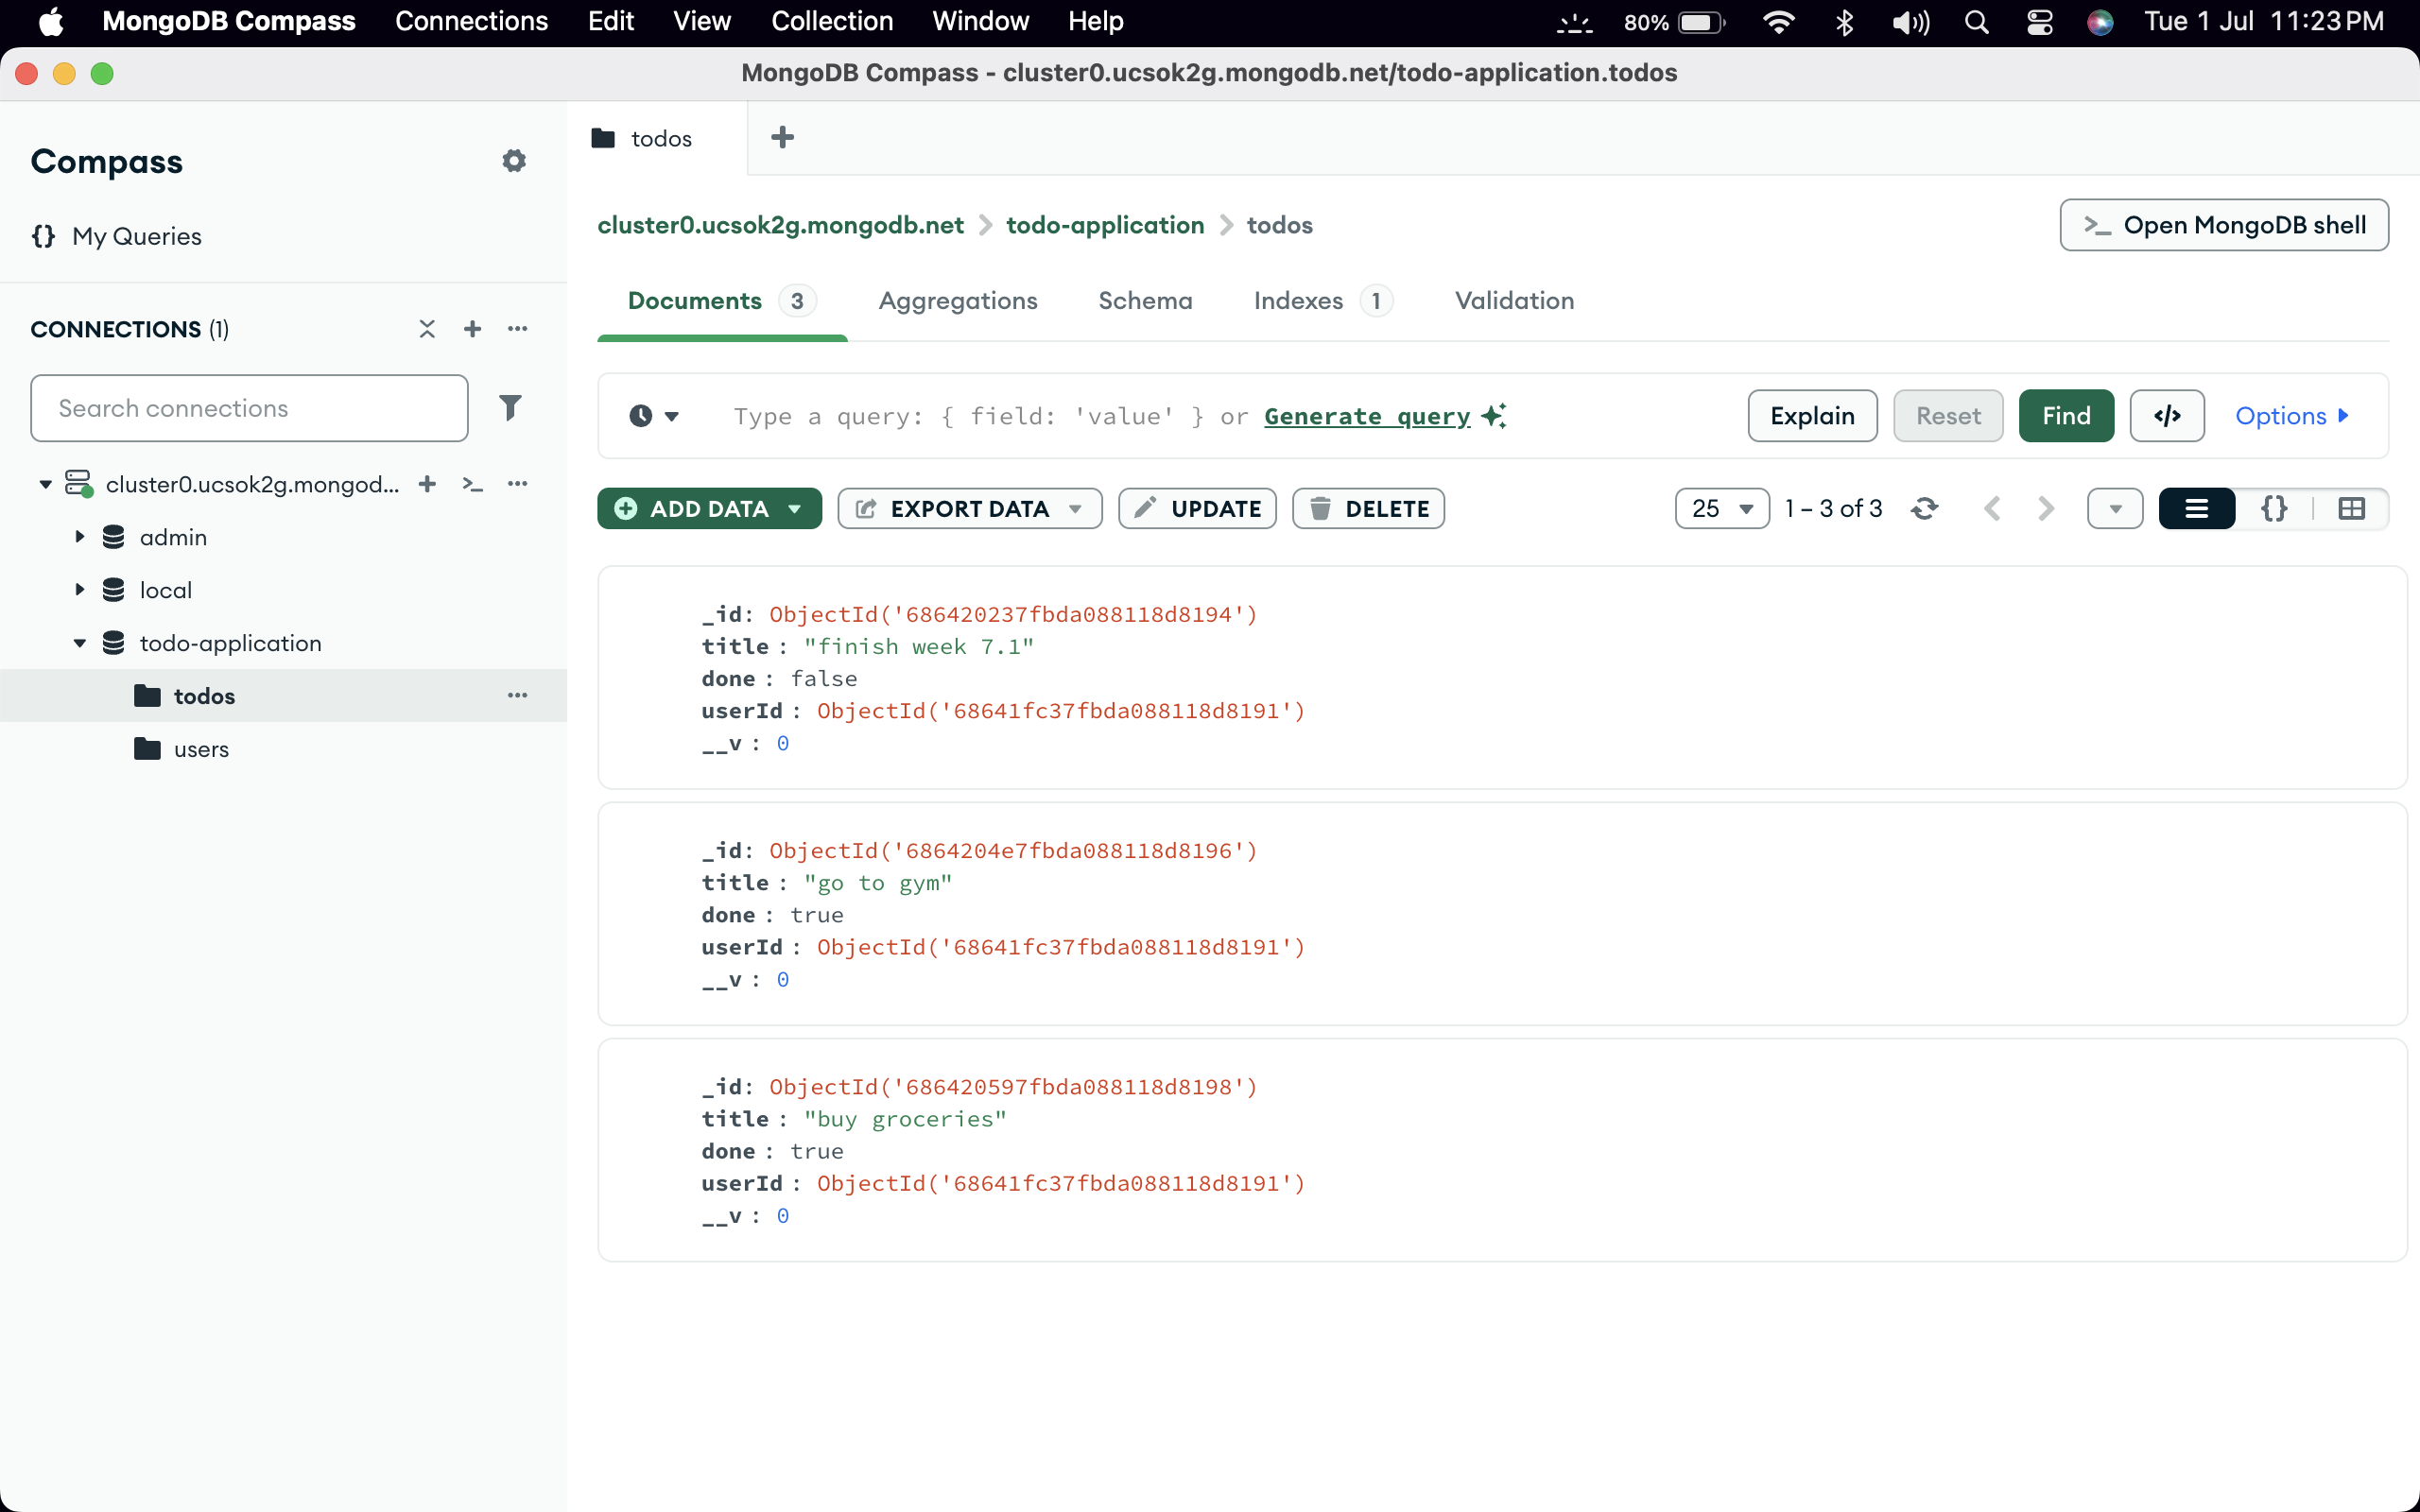 MongoDB Compass Connections Edit View Collection Window Help 80% Tue 1 Jul 11:23 PM
MongoDB Compass - cluster0.ucsok2g.mongodb.net/todo-application.todos
Compass
My Queries
CONNECTIONS (1)
Search connections
cluster0.ucsok2g.mongod...
admin
local
todo-application
todos
users
todos
cluster0.ucsok2g.mongodb.net > todo-application > todos
Open MongoDB shell
Documents 3 Aggregations Schema Indexes 1 Validation
Type a query: { field: 'value' } or Generate query
Explain Reset Find </> Options
ADD DATA EXPORT DATA UPDATE DELETE 25 1 – 3 of 3
_id: ObjectId('686420237fbda088118d8194')
title : "finish week 7.1"
done : false
userId : ObjectId('68641fc37fbda088118d8191')
__v : 0
_id: ObjectId('6864204e7fbda088118d8196')
title : "go to gym"
done : true
userId : ObjectId('68641fc37fbda088118d8191')
__v : 0
_id: ObjectId('686420597fbda088118d8198')
title : "buy groceries"
done : true
userId : ObjectId('68641fc37fbda088118d8191')
__v : 0